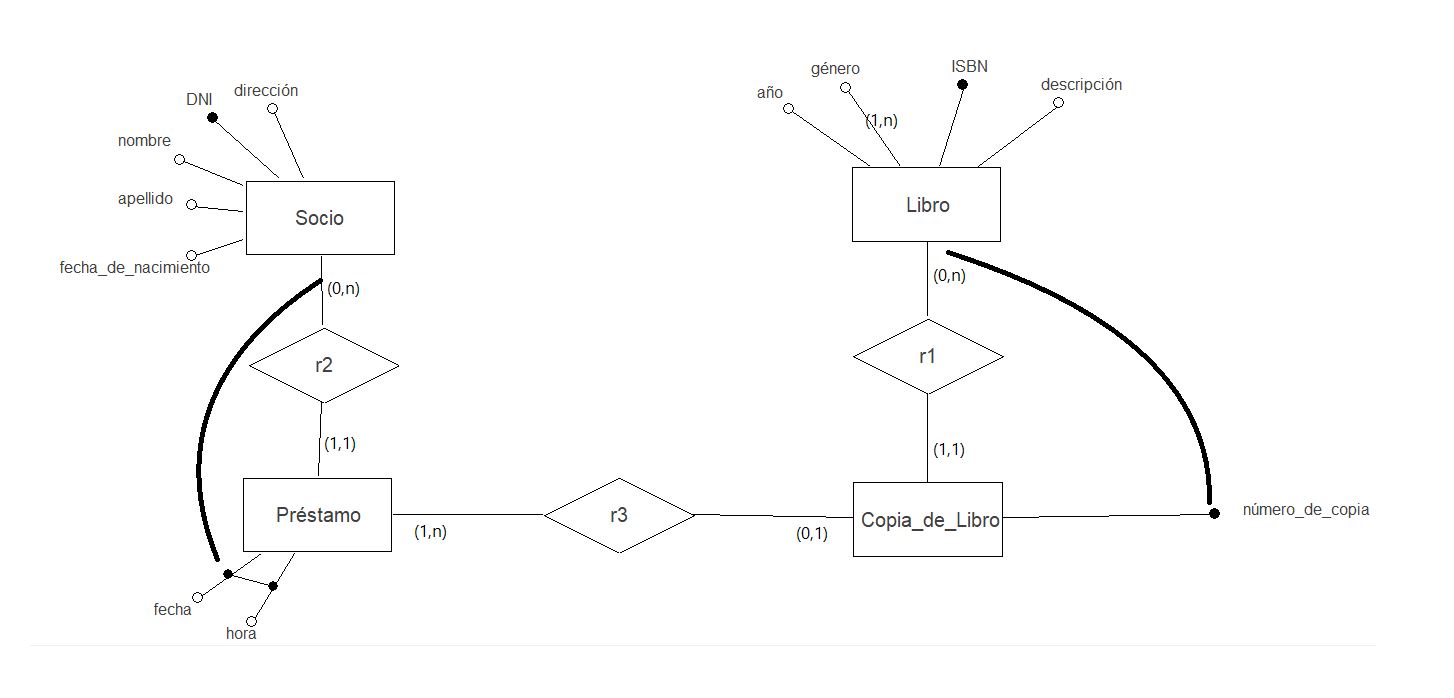 género
ISBN
descripción
año
dirección
DNI
(1,n)
nombre
apellido
Socio
Libro
fecha_de_nacimiento
(0,n)
(0,n)
r2
r1
(1,1)
(1,1)
Préstamo
r3
Copia_de_Libro
número_de_copia
(1,n)
(0,1)
fecha
hora